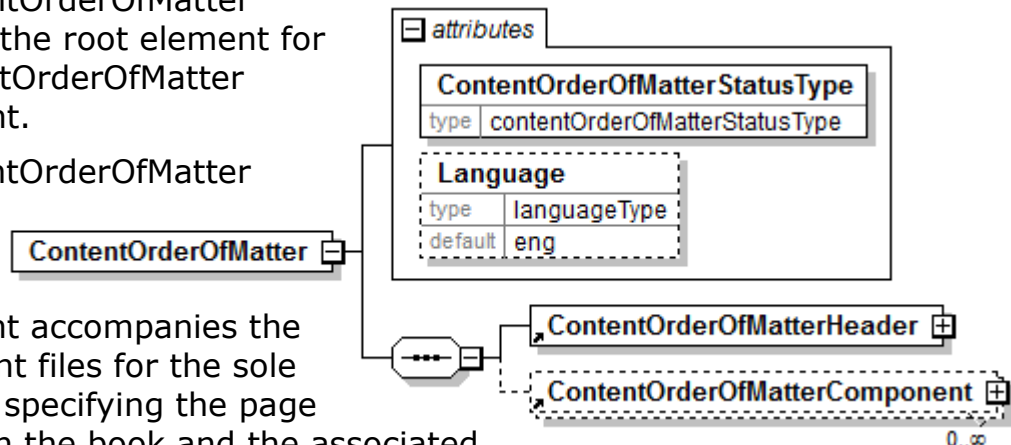 ntOrderOfMatter
the root element for
tOrderOfMatter
nt.
ntOrderOfMatter
nt accompanies the
nt files for the sole
specifying the page
n the book and the associated
attributes
ContentOrderOfMatterStatusType
type contentOrderOfMatterStatusType
Language
type languageType
default eng
ContentOrderOfMatter
ContentOrderOfMatterHeader
ContentOrderOfMatterComponent
0..∞